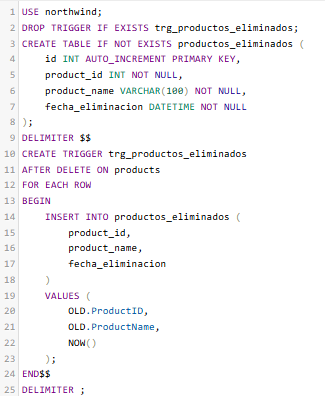 1 USE northwind;
2 DROP TRIGGER IF EXISTS trg_productos_eliminados;
3 CREATE TABLE IF NOT EXISTS productos_eliminados (
4     id INT AUTO_INCREMENT PRIMARY KEY,
5     product_id INT NOT NULL,
6     product_name VARCHAR(100) NOT NULL,
7     fecha_eliminacion DATETIME NOT NULL
8 );
9 DELIMITER $$
10 CREATE TRIGGER trg_productos_eliminados
11 AFTER DELETE ON products
12 FOR EACH ROW
13 BEGIN
14     INSERT INTO productos_eliminados (
15         product_id,
16         product_name,
17         fecha_eliminacion
18     )
19     VALUES (
20         OLD.ProductID,
21         OLD.ProductName,
22         NOW()
23     );
24 END$$
25 DELIMITER ;